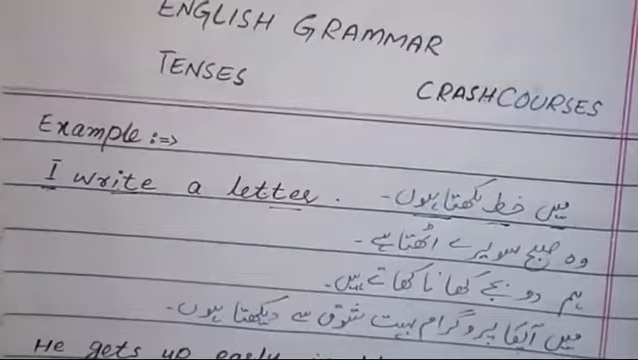 ENGLISH GRAMMAR
TENSES CRASHCOURSES
Example :=>
I write a letter. میں خط لکھتا ہوں۔
وہ صبح سویرے اٹھتا ہے۔
ہم دو بجے کھانا کھاتے ہیں۔
میں آپکا پروگرام بہت شوق سے دیکھتا ہوں۔
He gets up early